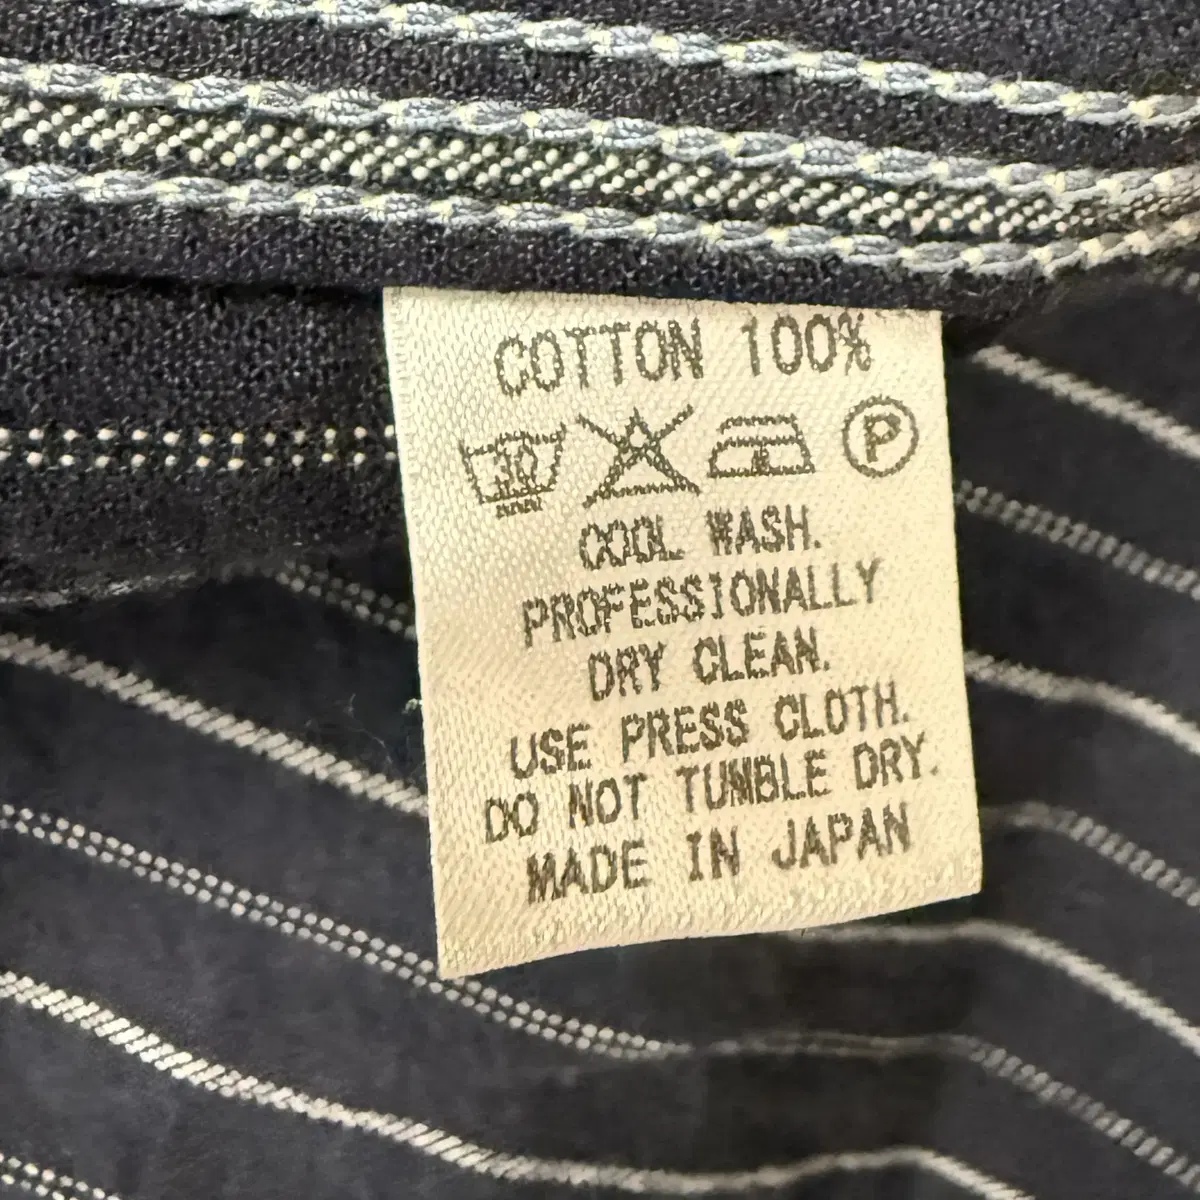 COTTON 100%
30 P
COOL WASH.
PROFESSIONALLY
DRY CLEAN.
USE PRESS CLOTH.
DO NOT TUMBLE DRY.
MADE IN JAPAN